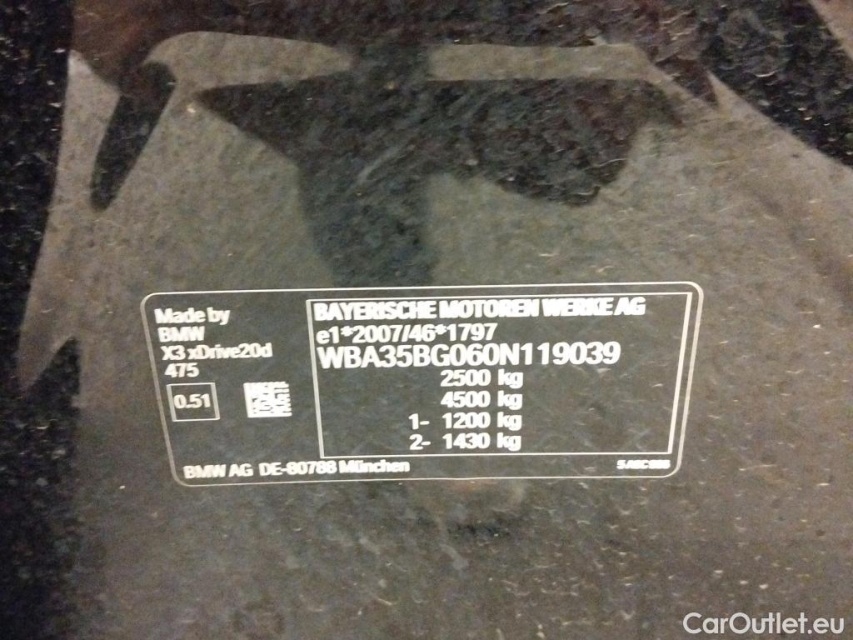 Made by
BMW
X3 xDrive20d
475
0.51
BAYERISCHE MOTOREN WERKE AG
e1*2007/46*1797
WBA35BG060N119039
2500 kg
4500 kg
1- 1200 kg
2- 1430 kg
BMW AG DE-80788 München
CarOutlet.eu